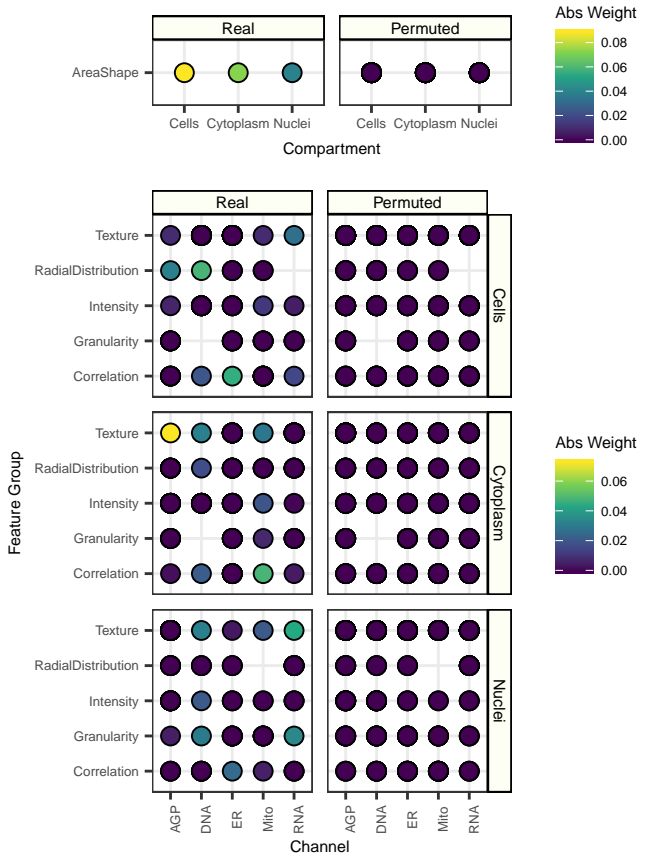 Real Permuted
AreaShape
Cells Cytoplasm Nuclei Cells Cytoplasm Nuclei
Compartment
Abs Weight
0.08
0.06
0.04
0.02
0.00
Real Permuted
Feature Group
Texture
RadialDistribution
Intensity
Granularity
Correlation
Cells
Texture
RadialDistribution
Intensity
Granularity
Correlation
Cytoplasm
Texture
RadialDistribution
Intensity
Granularity
Correlation
Nuclei
AGP DNA ER Mito RNA AGP DNA ER Mito RNA
Channel
Abs Weight
0.06
0.04
0.02
0.00